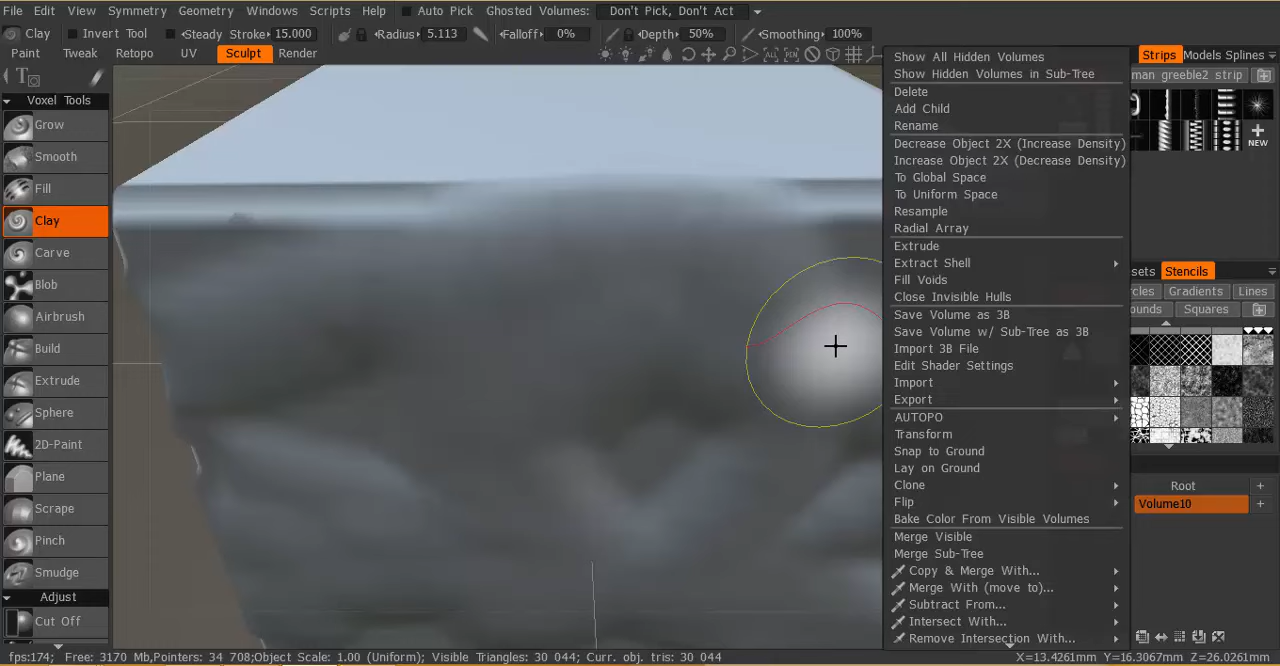 File Edit View Symmetry Geometry Windows Scripts Help Auto Pick Ghosted Volumes: Don't Pick, Don't Act
Clay Invert Tool Steady Stroke 15.000 Radius 5.113 Falloff 0% Depth 50% Smoothing 100%
Paint Tweak Retopo UV Sculpt Render
Voxel Tools
Grow
Smooth
Fill
Clay
Carve
Blob
Airbrush
Build
Extrude
Sphere
2D-Paint
Plane
Scrape
Pinch
Smudge
Adjust
Cut Off
Show All Hidden Volumes
Show Hidden Volumes in Sub-Tree
Delete
Add Child
Rename
Decrease Object 2X (Increase Density)
Increase Object 2X (Decrease Density)
To Global Space
To Uniform Space
Resample
Radial Array
Extrude
Extract Shell
Fill Voids
Close Invisible Hulls
Save Volume as 3B
Save Volume w/ Sub-Tree as 3B
Import 3B File
Edit Shader Settings
Import
Export
AUTOPO
Transform
Snap to Ground
Lay on Ground
Clone
Flip
Bake Color From Visible Volumes
Merge Visible
Merge Sub-Tree
Copy & Merge With...
Merge With (move to)...
Subtract From...
Intersect With...
Remove Intersection With...
Strips Models Splines
man greeble2 strip
NEW
sets Stencils
rcles Gradients Lines
ounds Squares
Root +
Volume10 +
fps:174; Free: 3170 Mb,Pointers: 34 708;Object Scale: 1.00 (Uniform); Visible Triangles: 30 044; Curr. obj. tris: 30 044 X=13.4261mm Y=16.3067mm Z=26.0261mm